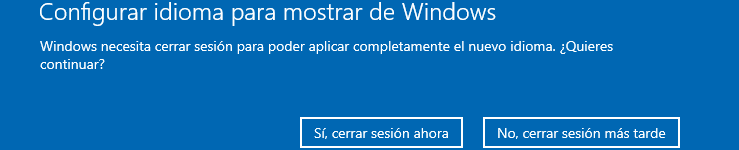 Configurar idioma para mostrar de Windows
Windows necesita cerrar sesión para poder aplicar completamente el nuevo idioma. ¿Quieres
continuar?
Sí, cerrar sesión ahora
No, cerrar sesión más tarde